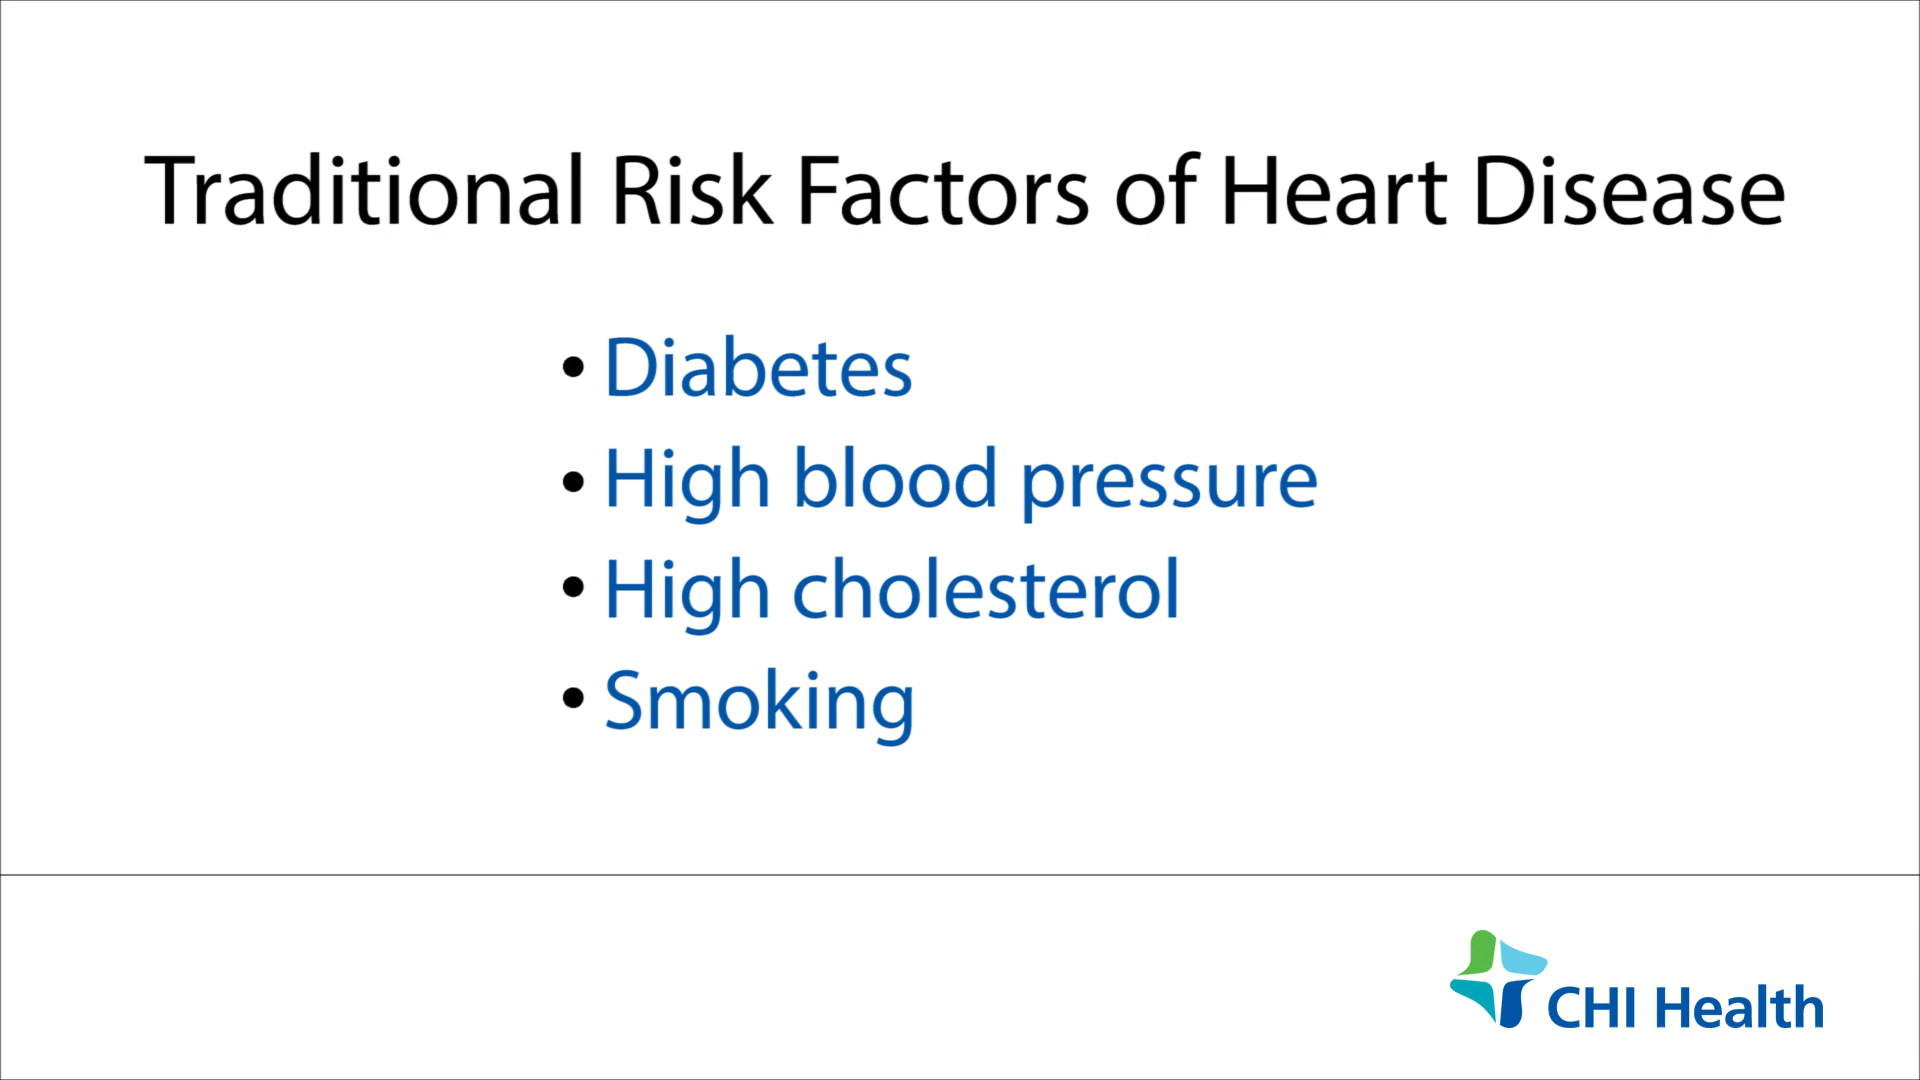 Traditional Risk Factors of Heart Disease
• Diabetes
• High blood pressure
• High cholesterol
• Smoking
CHI Health